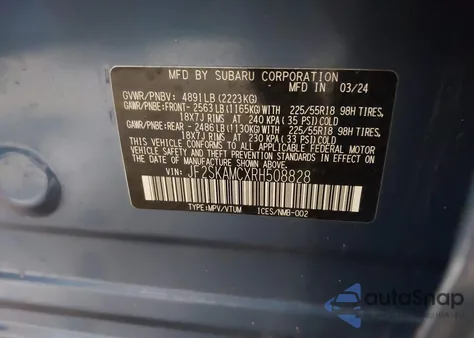 MFD BY SUBARU CORPORATION
MFD IN 03/24
GVWR/PNBV: 4891LB(2223KG)
GAWR/PNBE:FRONT- 2563LB(1165KG)WITH 225/55R18 98H TIRES,
18X7J RIMS AT 240 KPA(35 PSI)COLD
GAWR/PNBE:REAR - 2486LB(1130KG)WITH 225/55R18 98H TIRES,
18X7J RIMS AT 230 KPA(33 PSI)COLD
THIS VEHICLE CONFORMS TO ALL APPLICABLE FEDERAL MOTOR
VEHICLE SAFETY, BUMPER, AND THEFT PREVENTION STANDARDS
IN EFFECT ON THE DATE OF MANUFACTURE SHOWN ABOVE.
VIN: JF2SKAMCXRH508828
TYPE:MPV/VTUM ICES/NMB-002
autoSnap